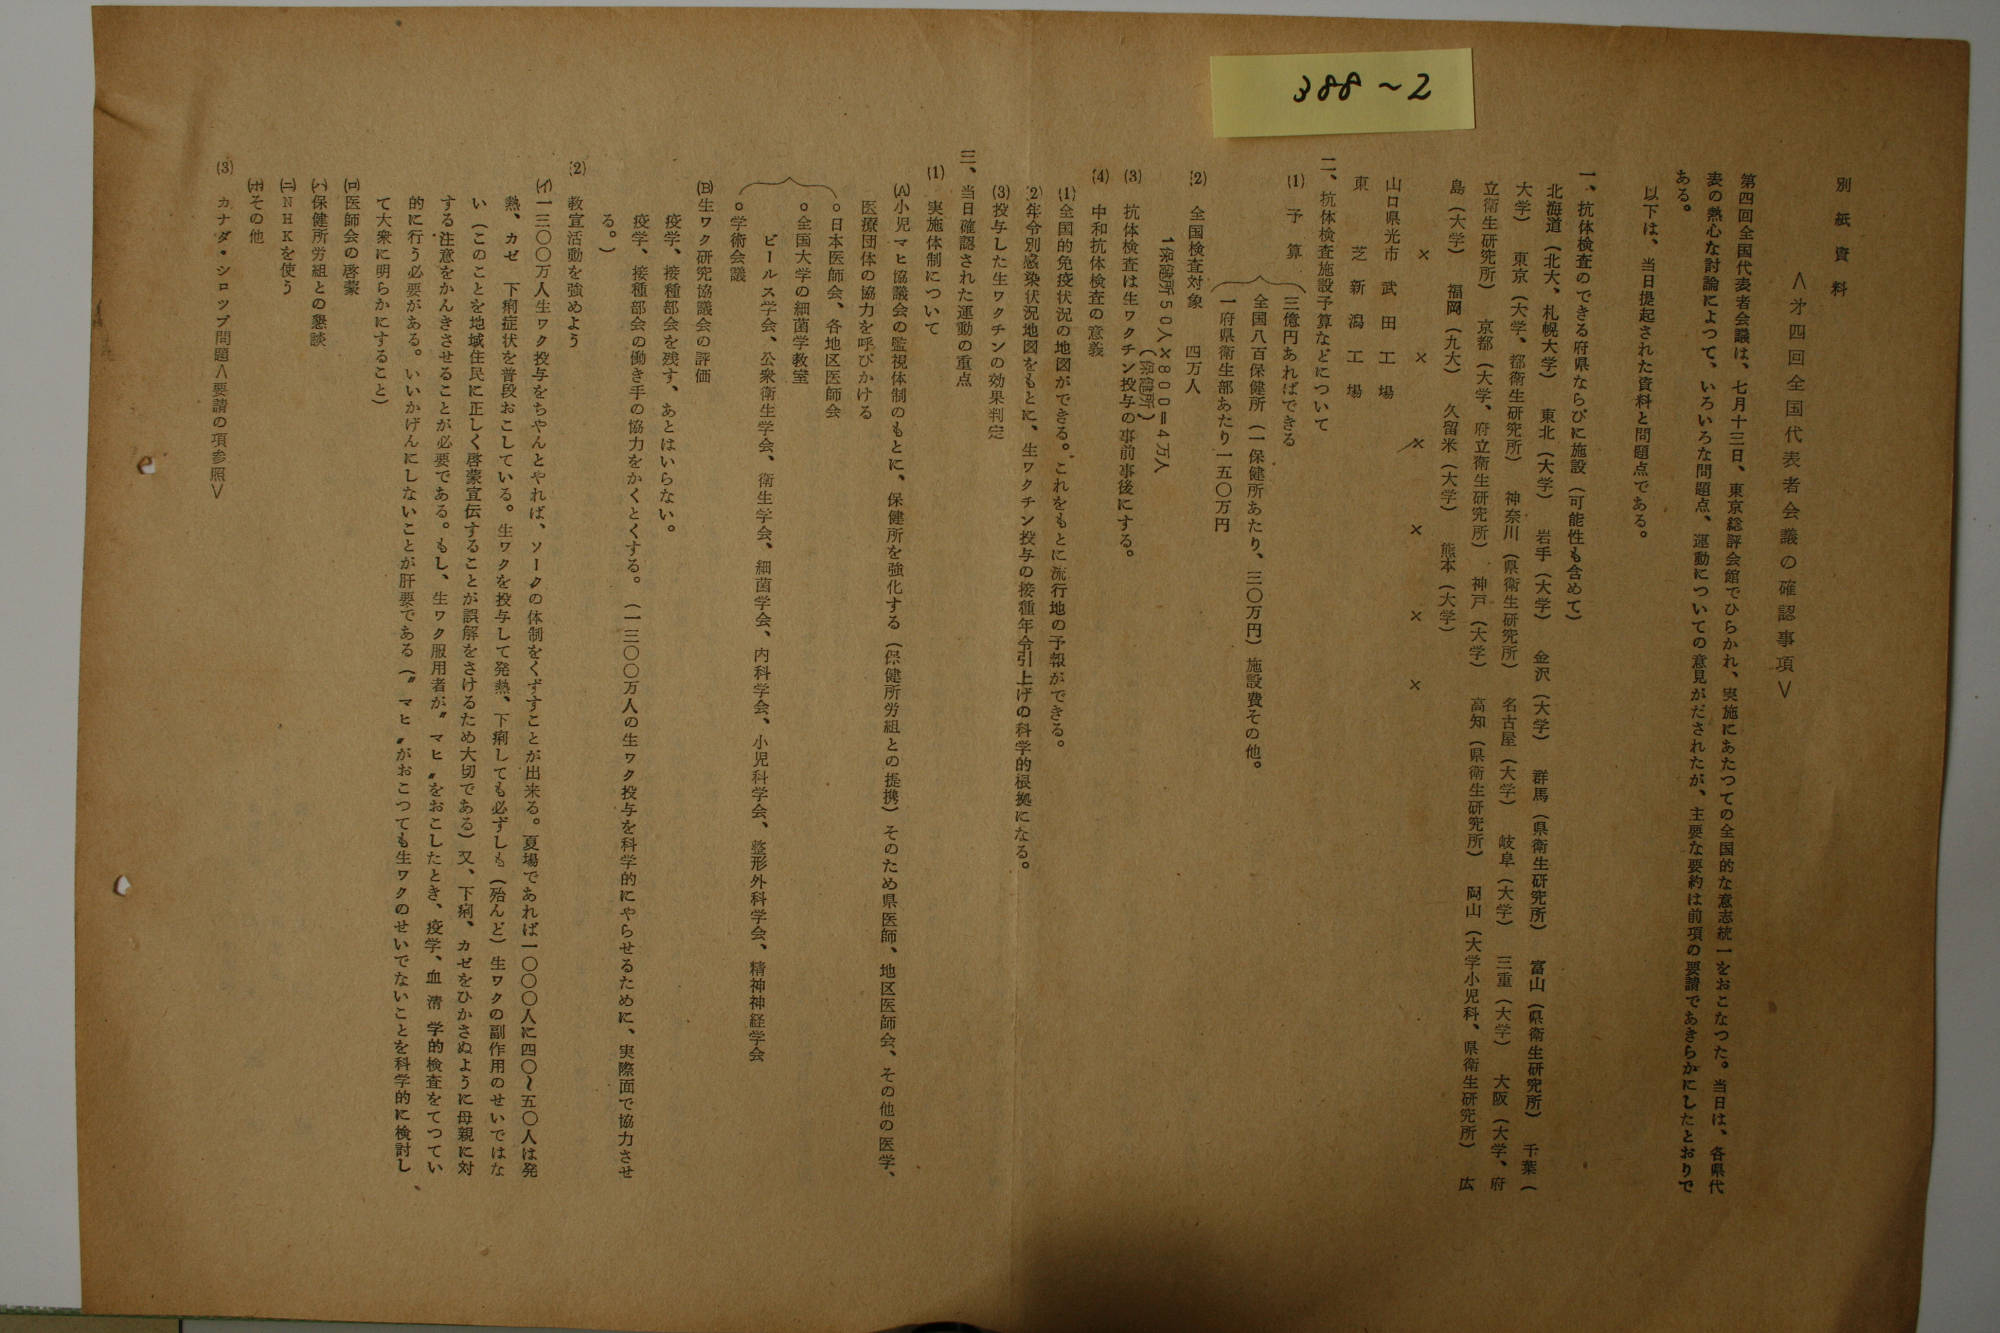 388～2
別紙資料
＜才四回全国代表者会議の確認事項＞
第四回全国代表者会議は、七月十三日、東京総評会館でひらかれ、実施にあたつての全国的な意志統一をおこなつた。当日は、各県代
表の熱心な討論によつて、いろいろな問題点、運動についての意見がだされたが、主要な要約は前項の要請であきらかにしたとおりで
ある。
以下は、当日提起された資料と問題点である。
一、抗体検査のできる府県ならびに施設（可能性も含めて）
北海道（北大、札幌大学）　東北（大学）　岩手（大学）　金沢（大学）　群馬（県衛生研究所）　富山（県衛生研究所）　千葉（
大学）　東京（大学、都衛生研究所）　神奈川（県衛生研究所）　名古屋（大学）　岐阜（大学）　三重（大学）　大阪（大学、府
立衛生研究所）　京都（大学、府立衛生研究所）　神戸（大学）　高知（県衛生研究所）　岡山（大学小児科、県衛生研究所）　広
島（大学）　福岡（九大）　久留米（大学）　熊本（大学）
×　×　×　×　×　×
山口県光市　武田工場
東芝新潟工場
二、抗体検査施設予算などについて
(1)　予算　三億円あればできる
全国八百保健所（一保健所あたり、三〇万円）施設費その他。
一府県衛生部あたり一五〇万円
(2)　全国検査対象　四万人
1保健所50人×800＝4万人
（保健所）
(3)　抗体検査は生ワクチン投与の事前事後にする。
(4)　中和抗体検査の意義
(1)全国的免疫状況の地図ができる。これをもとに流行地の予報ができる。
(2)年令別感染状況地図をもとに、生ワクチン投与の接種年令引上げの科学的根拠になる。
(3)投与した生ワクチンの効果判定
三、当日確認された運動の重点
(1)　実施体制について
(A)小児マヒ協議会の監視体制のもとに、保健所を強化する（保健所労組との提携）そのため県医師、地区医師会、その他の医学、
医療団体の協力を呼びかける
○日本医師会、各地区医師会
○全国大学の細菌学教室
ビールス学会、公衆衛生学会、衛生学会、細菌学会、内科学会、小児科学会、整形外科学会、精神神経学会
○学術会議
(B)生ワク研究協議会の評価
疫学、接種部会を残す、あとはいらない。
疫学、接種部会の働き手の協力をかくとくする。（一三〇〇万人の生ワク投与を科学的にやらせるために、実際面で協力させ
る。）
(2)　教宣活動を強めよう
(イ)一三〇〇万人生ワク投与をちやんとやれば、ソークの体制をくずすことが出来る。夏場であれば一〇〇〇人に四〇～五〇人は発
熱、カゼ　下痢症状を普段おこしている。生ワクを投与して発熱、下痢しても必ずしも（殆んど）生ワクの副作用のせいではな
い（このことを地域住民に正しく啓蒙宣伝することが誤解をさけるため大切である）又、下痢、カゼをひかさぬように母親に対
する注意をかんきさせることが必要である。もし、生ワク服用者が〝マヒ〟をおこしたとき、疫学、血清学的検査をてつてい
的に行う必要がある。いいかげんにしないことが肝要である（〝マヒ〟がおこつても生ワクのせいでないことを科学的に検討し
て大衆に明らかにすること）
(ロ)医師会の啓蒙
(ハ)保健所労組との懇談
(ニ)ＮＨＫを使う
(ホ)その他
(3)　カナダ・シロツプ問題＜要請の項参照＞